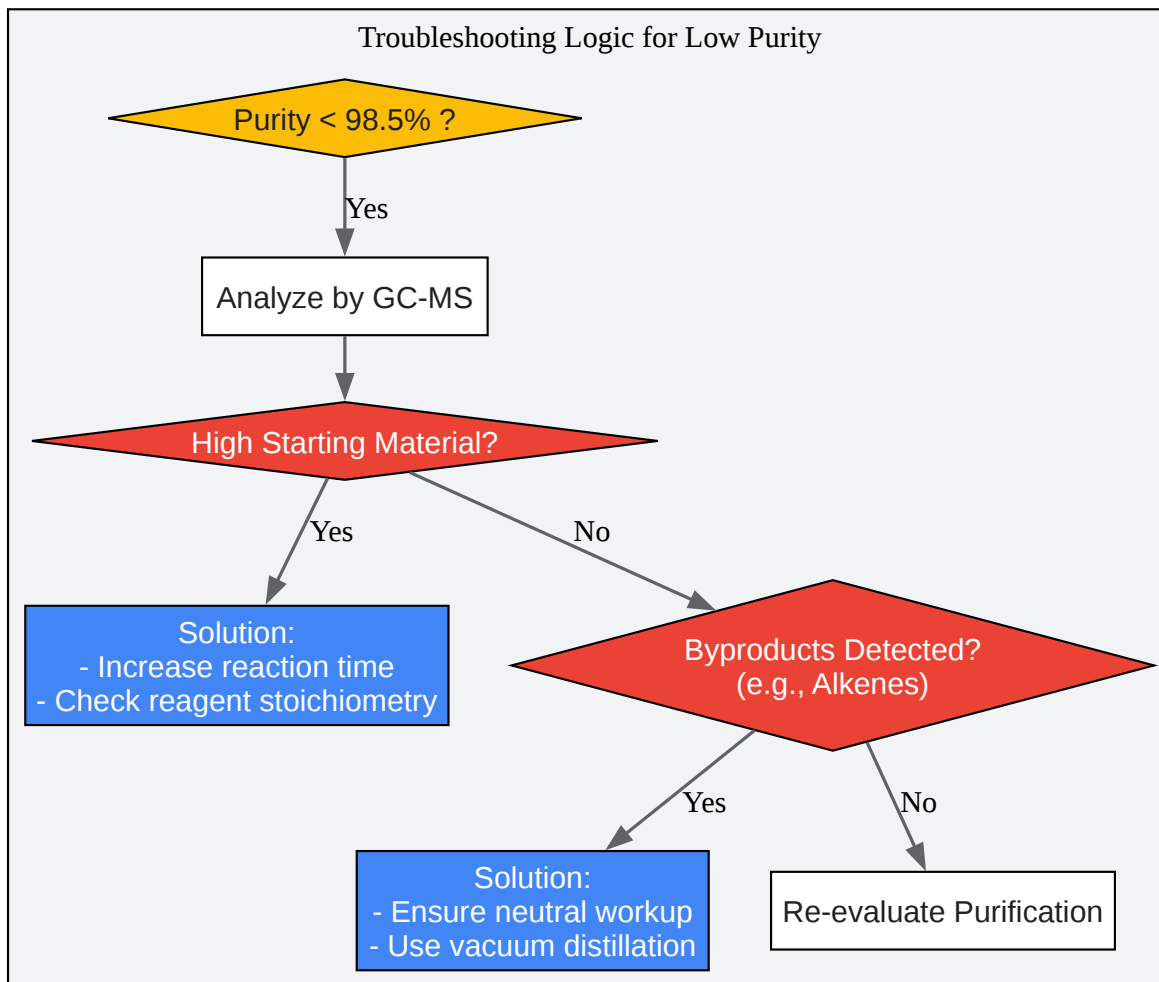 Troubleshooting Logic for Low Purity
Purity < 98.5% ?
Yes
Analyze by GC-MS
High Starting Material?
Yes
No
Solution:
- Increase reaction time
- Check reagent stoichiometry
Byproducts Detected?
(e.g., Alkenes)
Yes
No
Solution:
- Ensure neutral workup
- Use vacuum distillation
Re-evaluate Purification